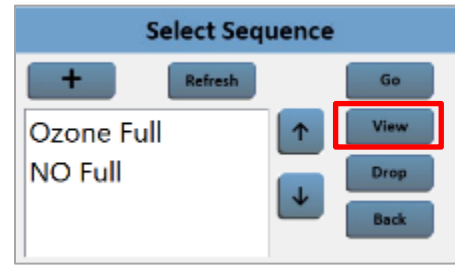 Select Sequence
+ Refresh Go
Ozone Full ↑ View
NO Full
↓ Drop
Back